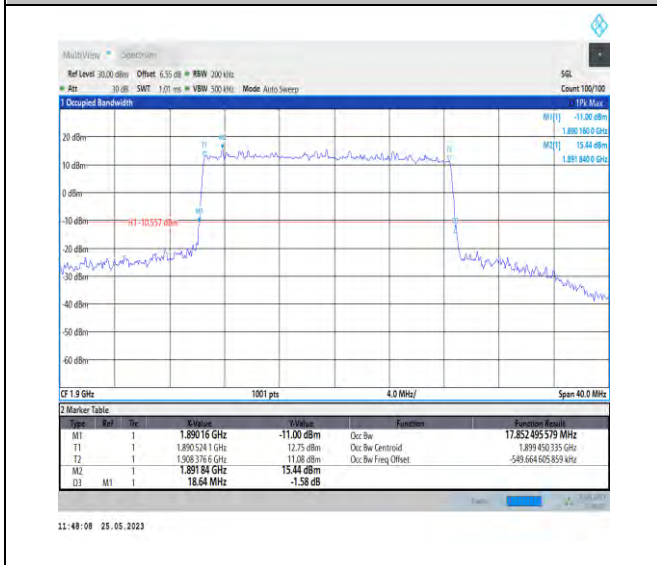 MultiView Spectrum
Ref Level 30.00 dBm Offset 6.55 dB RBW 200 kHz SGL
Att 30 dB SWT 1.01 ms VBW 500 kHz Mode Auto Sweep Count 100/100
1 Occupied Bandwidth 1Pk Max
M1[1] -11.00 dBm
1.890 160 0 GHz
M2[1] 15.44 dBm
1.891 840 0 GHz
20 dBm
T1 M2
10 dBm
0 dBm
M1
-10 dBm
H1 -10.557 dBm
-20 dBm
-30 dBm
-40 dBm
-50 dBm
-60 dBm
CF 1.9 GHz 1001 pts 4.0 MHz/ Span 40.0 MHz
2 Marker Table
Type Ref Trc X-Value Y-Value Function Function Result
M1 1 1.89016 GHz -11.00 dBm Occ Bw 17.852 495 579 MHz
T1 1 1.890 524 1 GHz 12.75 dBm Occ Bw Centroid 1.899 450 335 GHz
T2 1 1.908 376 6 GHz 11.08 dBm Occ Bw Freq Offset -549.664 605 859 kHz
M2 1 1.891 84 GHz 15.44 dBm
D3 M1 1 18.64 MHz -1.58 dB
11:48:08 25.05.2023